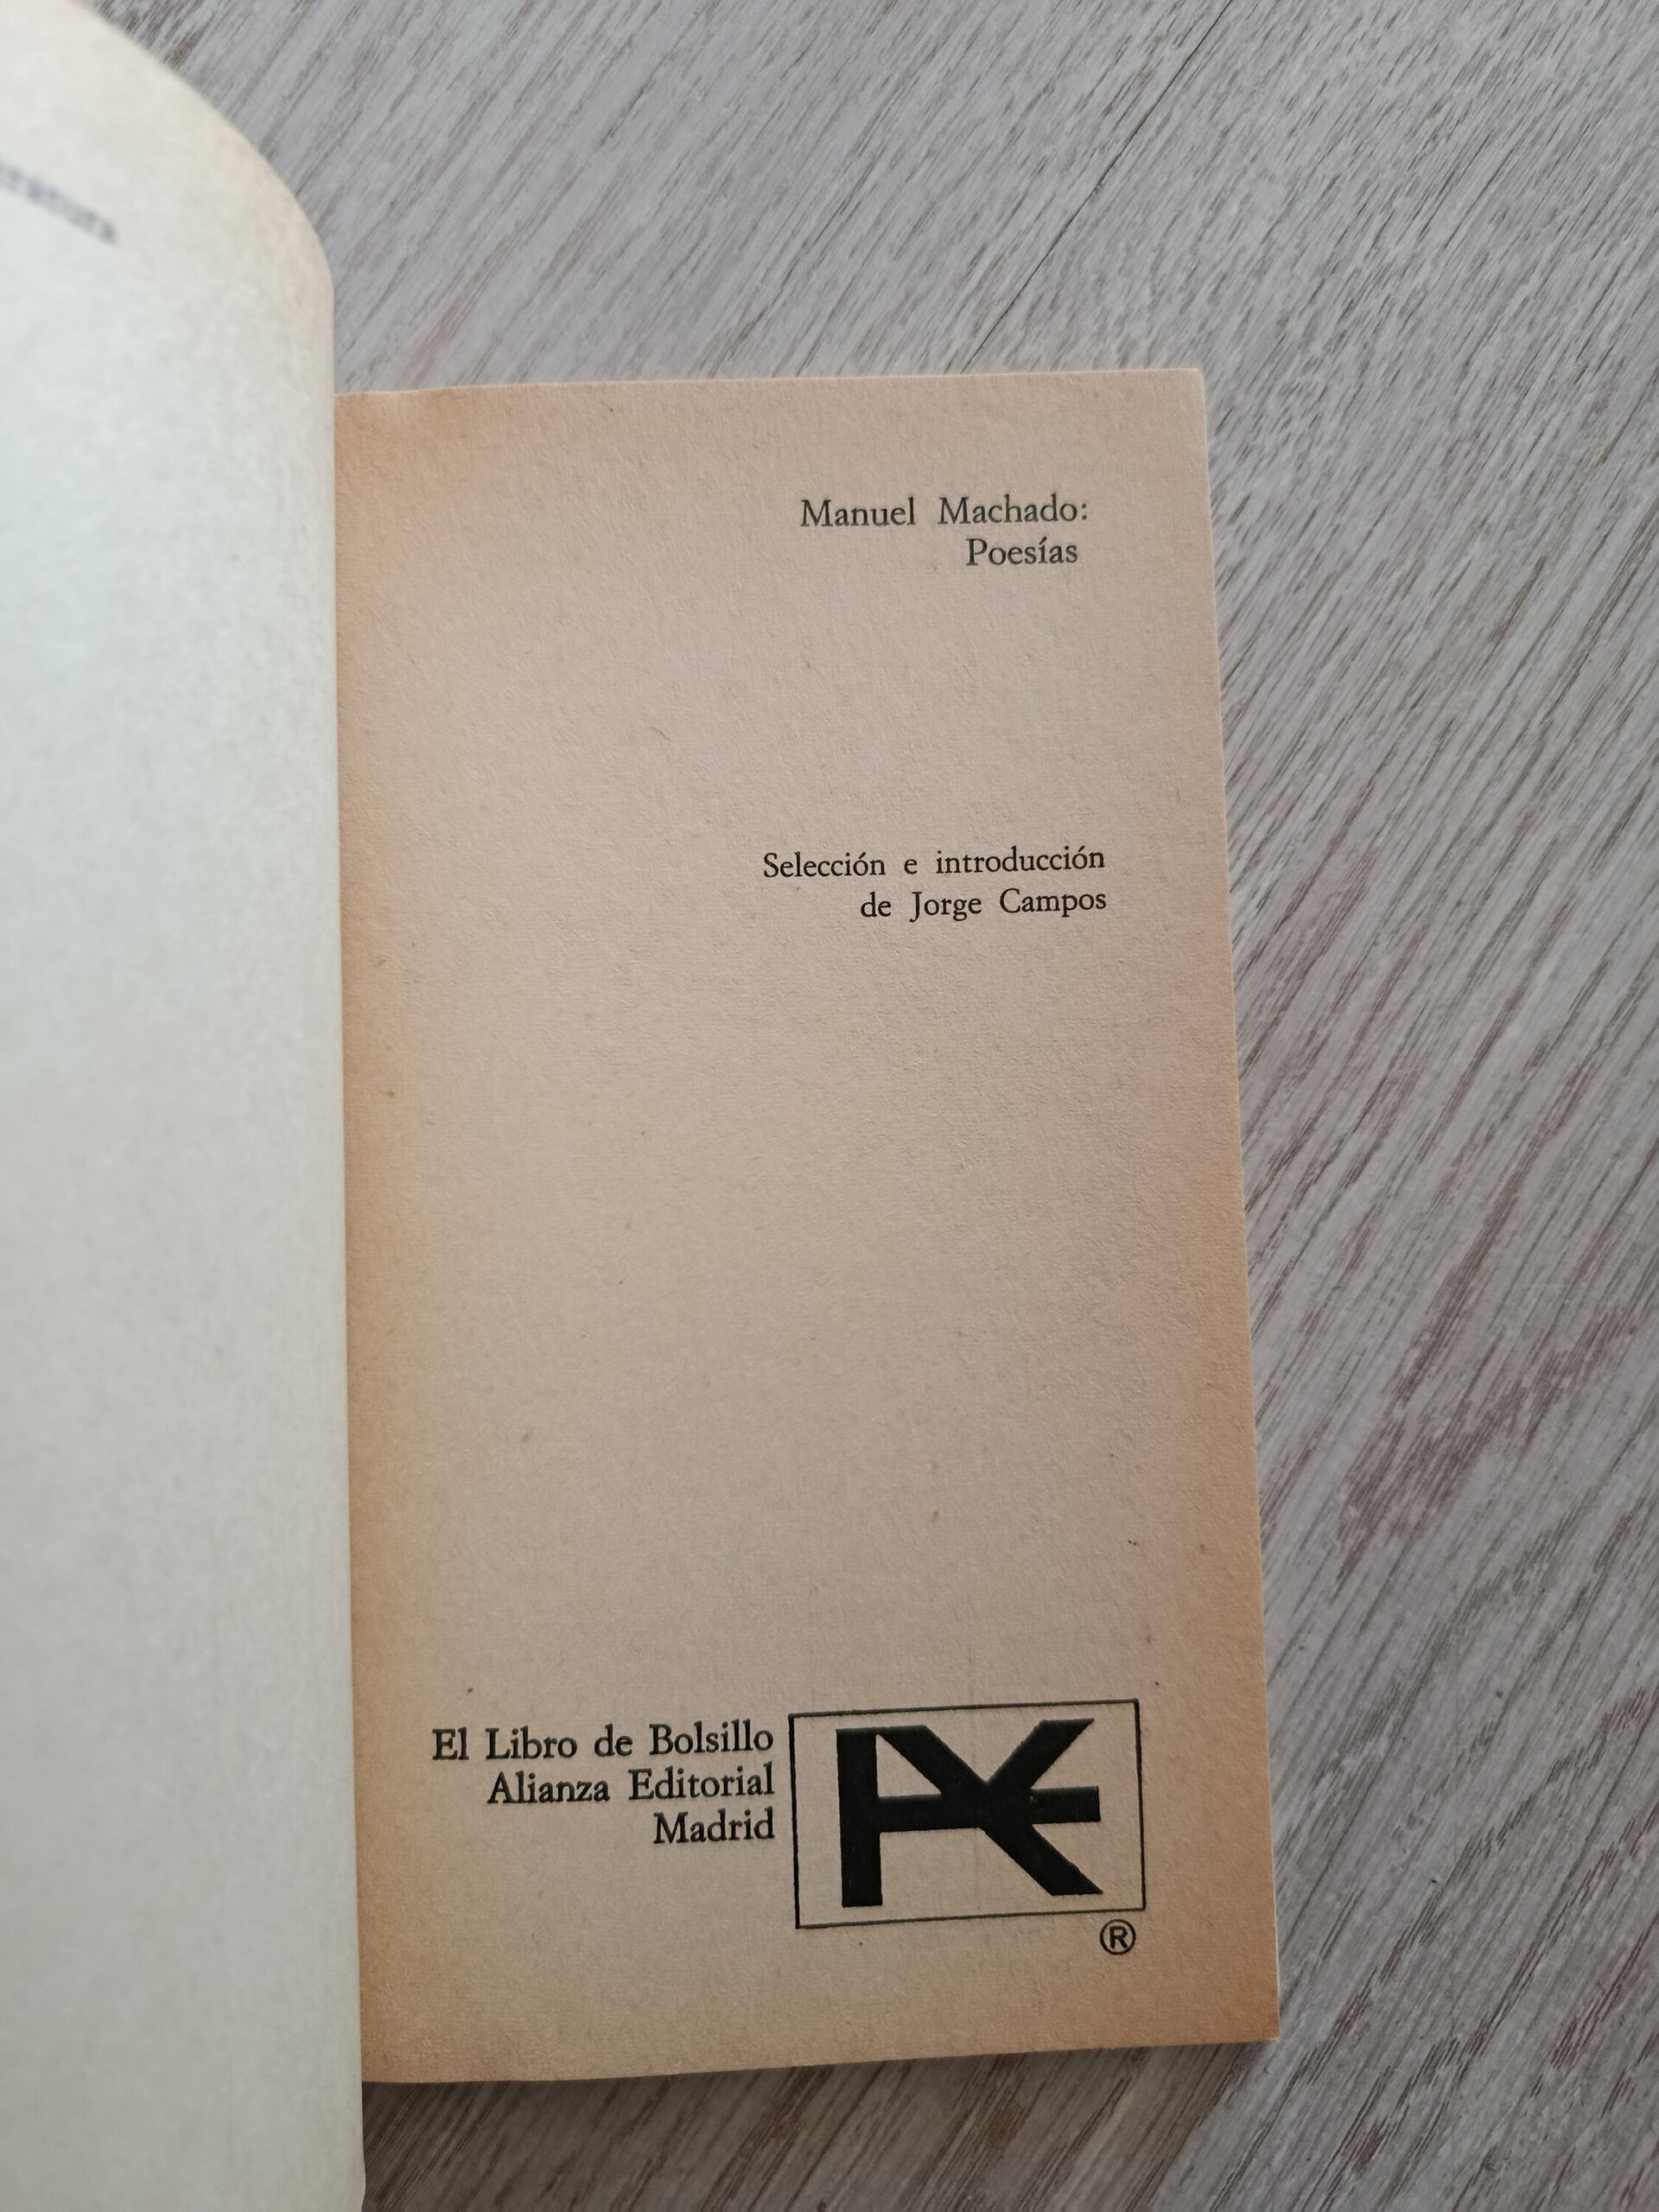 Manuel Machado:
Poesías
Selección e introducción
de Jorge Campos
El Libro de Bolsillo
Alianza Editorial
Madrid
®